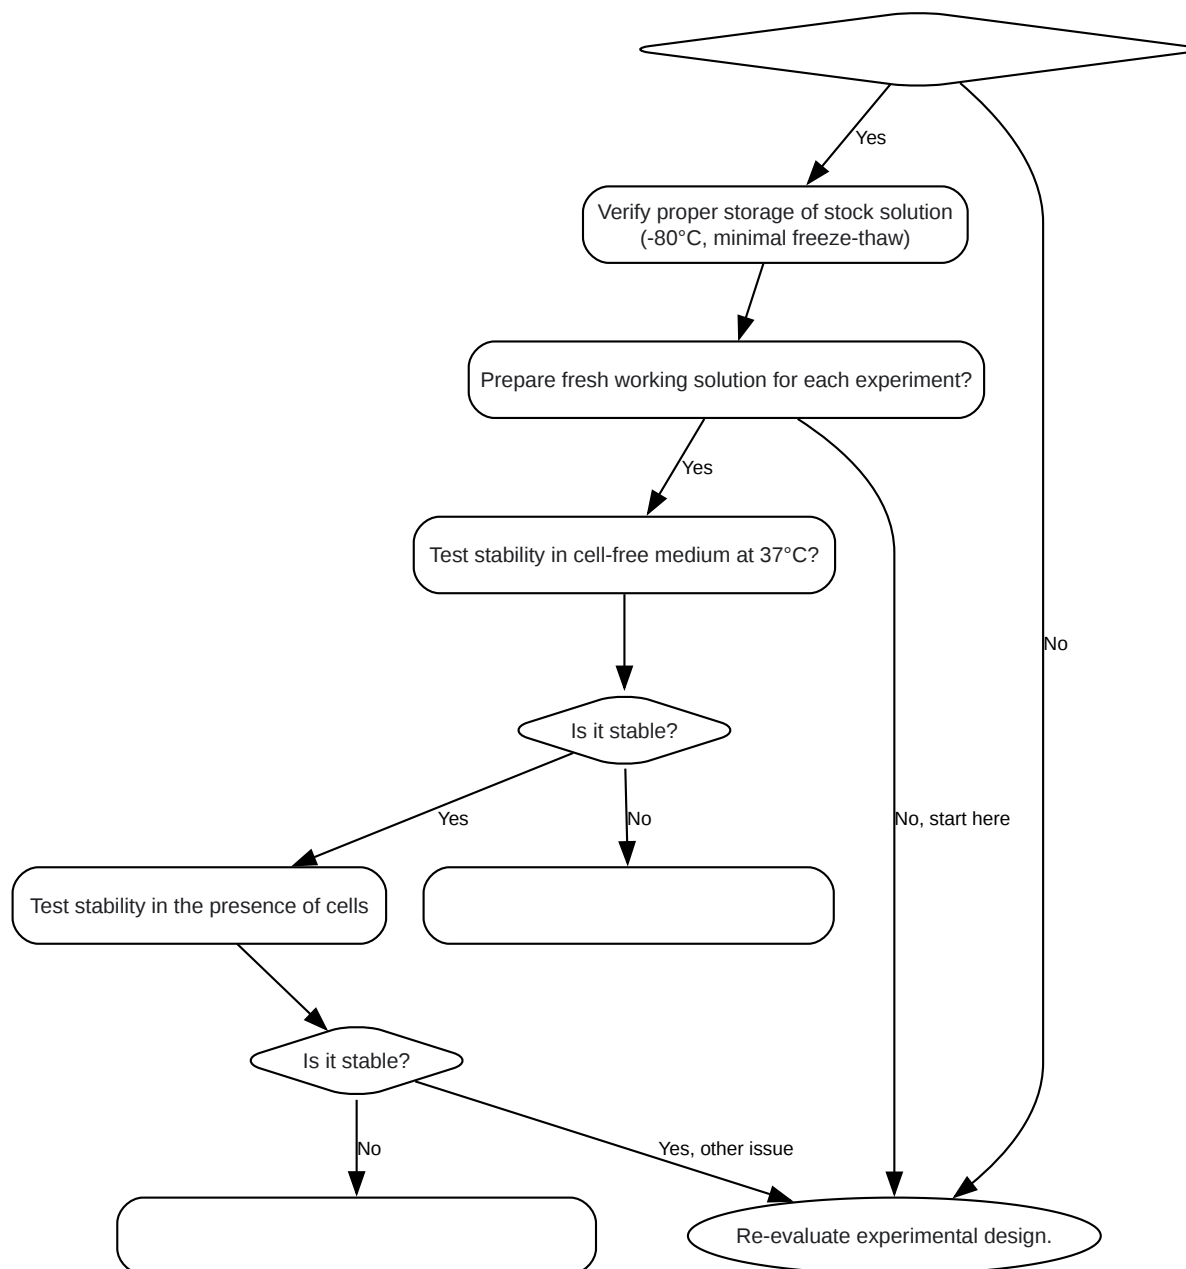 Yes
Verify proper storage of stock solution
(-80°C, minimal freeze-thaw)
Prepare fresh working solution for each experiment?
Yes
Test stability in cell-free medium at 37°C?
No
Is it stable?
Yes
No
No, start here
Test stability in the presence of cells
Is it stable?
No
Yes, other issue
Re-evaluate experimental design.